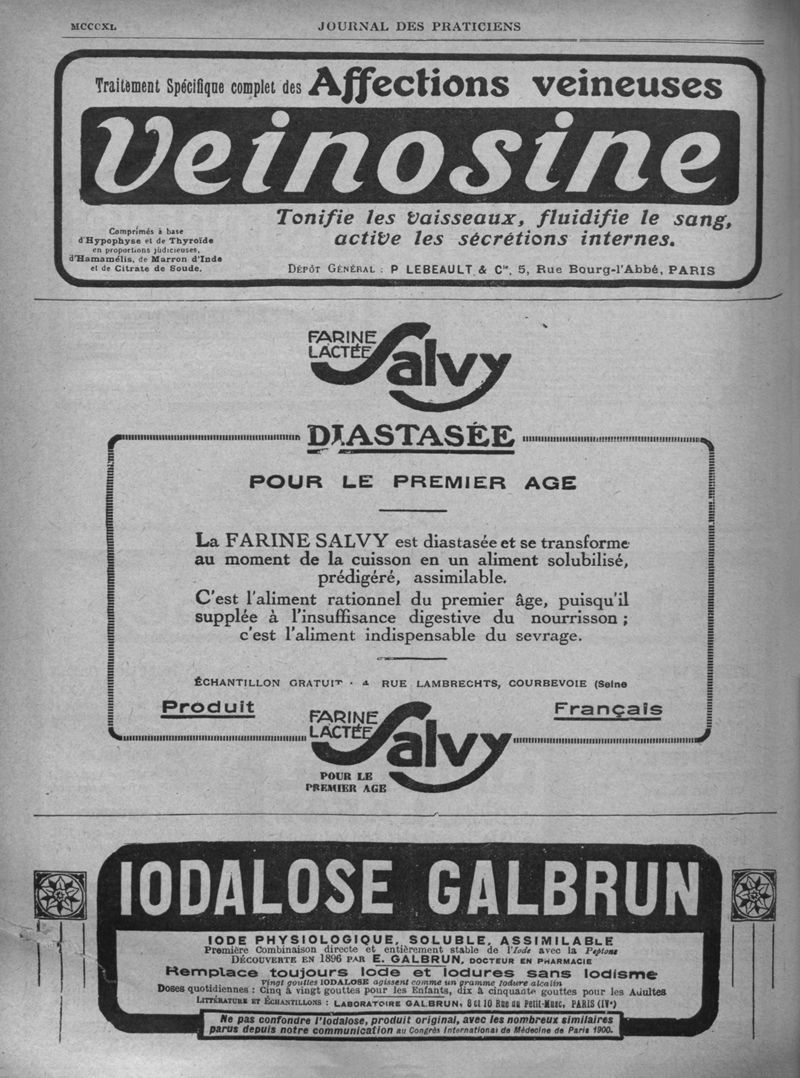 MCCCXL
JOURNAL DES PRATICIENS
Traitement Spécifique complet des Affections veineuses
Veinosine
Comprimés à base
d'Hypophyse et de Thyroïde
en proportions judicieuses,
d'Hamamélis, de Marron d'Inde
et de Citrate de Soude.
Tonifie les vaisseaux, fluidifie le sang,
active les sécrétions internes.
DÉPÔT GÉNÉRAL : P LEBEAULT & Cie, 5, Rue Bourg-l'Abbé, PARIS
FARINE
LACTÉE
Salvy
DIASTASÉE
POUR LE PREMIER AGE
La FARINE SALVY est diastasée et se transforme
au moment de la cuisson en un aliment solubilisé,
prédigéré, assimilable.
C'est l'aliment rationnel du premier âge, puisqu'il
supplée à l'insuffisance digestive du nourrisson ;
c'est l'aliment indispensable du sevrage.
ÉCHANTILLON GRATUIT · 4 RUE LAMBRECHTS, COURBEVOIE (Seine
Produit
Français
FARINE
LACTÉE
Salvy
POUR LE
PREMIER AGE
IODALOSE GALBRUN
IODE PHYSIOLOGIQUE, SOLUBLE, ASSIMILABLE
Première Combinaison directe et entièrement stable de l'Iode avec la Peptone
DÉCOUVERTE EN 1896 PAR E. GALBRUN, DOCTEUR EN PHARMACIE
Remplace toujours Iode et Iodures sans Iodisme
Vingt gouttes IODALOSE agissent comme un gramme Iodure alcalin
Doses quotidiennes : Cinq à vingt gouttes pour les Enfants, dix à cinquante gouttes pour les Adultes
LITTÉRATURE ET ÉCHANTILLONS : LABORATOIRE GALBRUN, 8 et 10 Rue du Petit-Musc, PARIS (IVe)
Ne pas confondre l'Iodalose, produit original, avec les nombreux similaires
parus depuis notre communication au Congrès International de Médecine de Paris 1900.